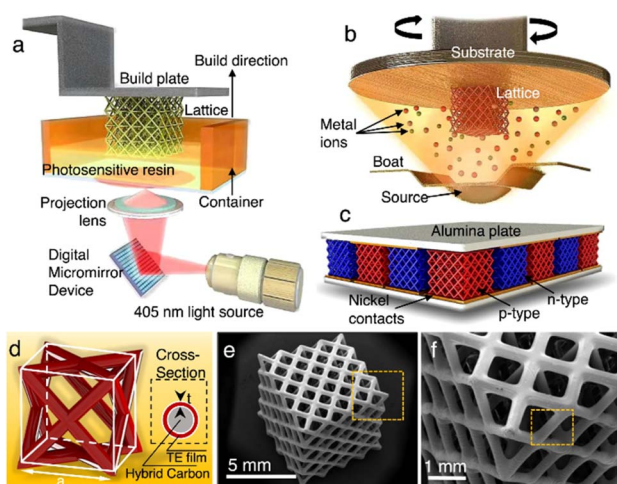 a
Build direction
Build plate
Lattice
Photosensitive resin
Projection
lens
Container
Digital
Micromirror
Device
405 nm light source
b
Substrate
Lattice
Metal
ions
Boat
Source
c
Alumina plate
Nickel
contacts
n-type
p-type
d
Cross-
Section
t
TE film
Hybrid Carbon
a
e
5 mm
f
1 mm